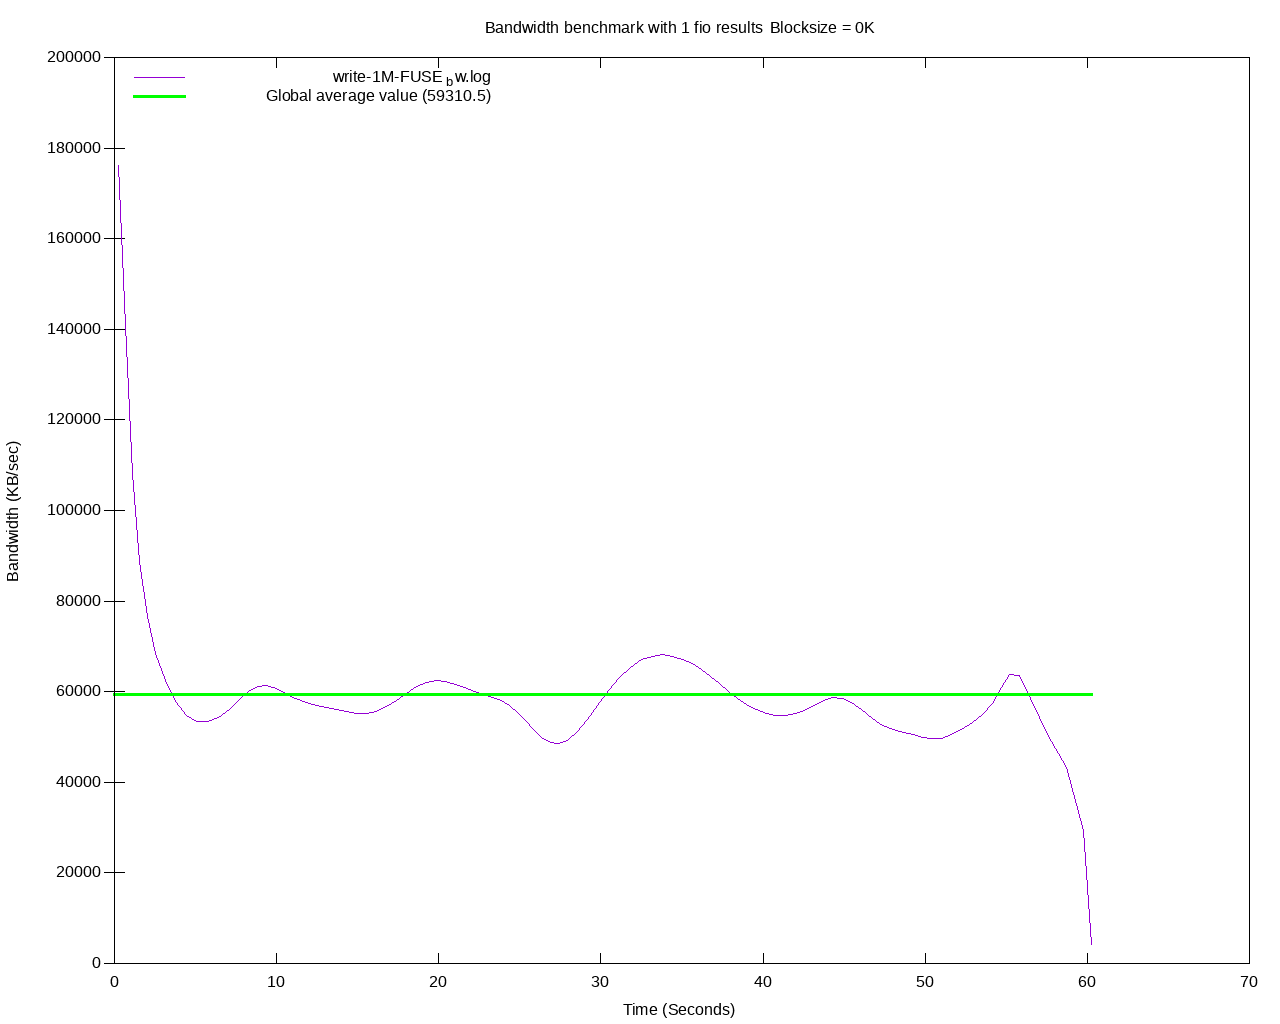 Bandwidth benchmark with 1 fio results Blocksize = 0K
200000
180000
160000
140000
120000
100000
80000
60000
40000
20000
0
write-1M-FUSE_bw.log
Global average value (59310.5)
Bandwidth (KB/sec)
0 10 20 30 40 50 60 70
Time (Seconds)